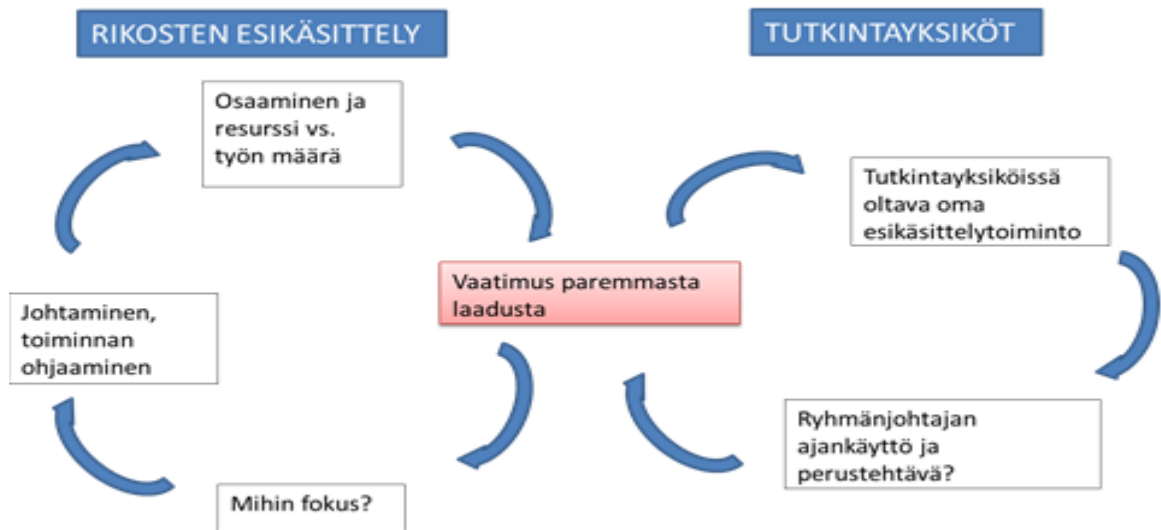 RIKOSTEN ESIKÄSITTELY
TUTKINTAYKSIKÖT
Osaaminen ja
resurssi vs.
työn määrä
Tutkintayksiköissä
oltava oma
esikäsittelytoiminto
Vaatimus paremmasta
laadusta
Johtaminen,
toiminnan
ohjaaminen
Ryhmänjohtajan
ajankäyttö ja
perustehtävä?
Mihin fokus?